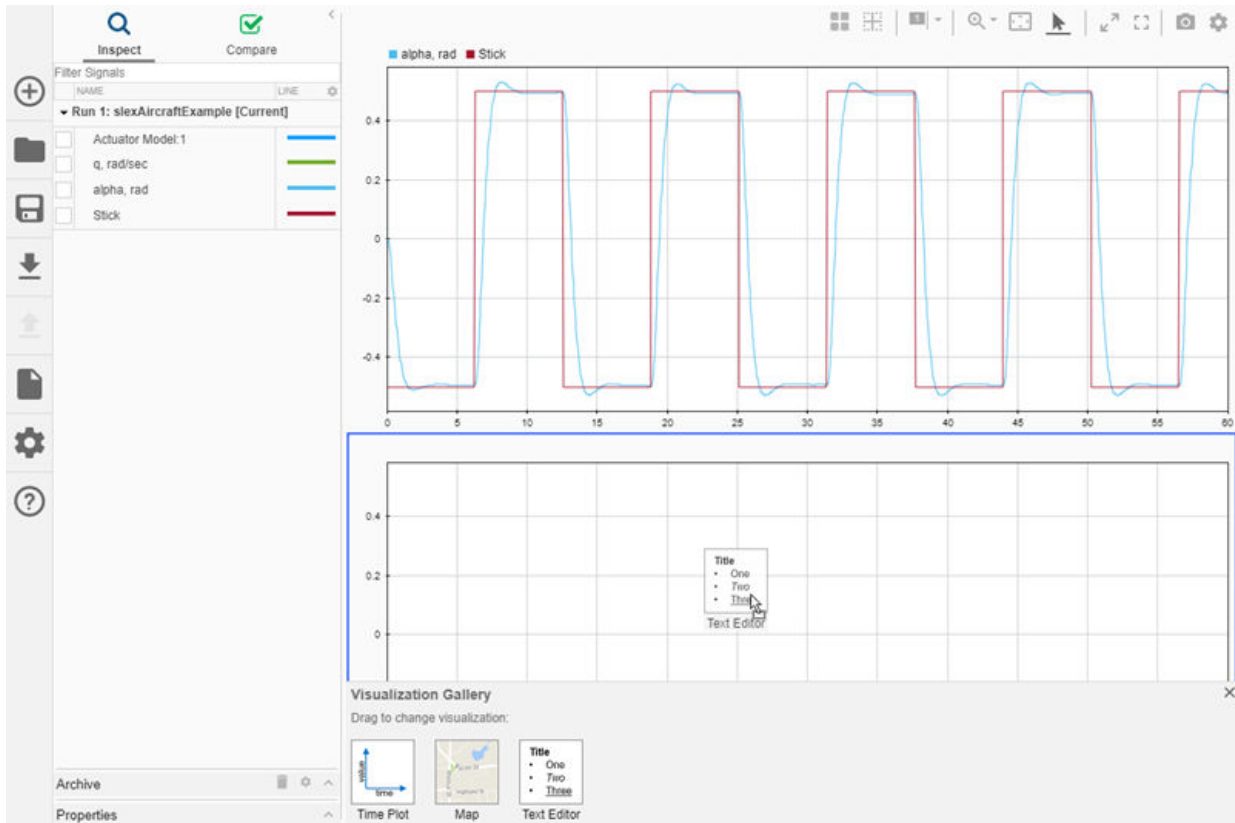 Inspect
Compare
Filter Signals
NAME
LINE
Run 1: slexAircraftExample [Current]
Actuator Model:1
q, rad/sec
alpha, rad
Stick
Archive
Properties
1
alpha, rad
Stick
0.4
0.2
0
-0.2
-0.4
0 5 10 15 20 25 30 35 40 45 50 55 60
0.4
0.2
0
Title
• One
• Two
• Three
Text Editor
Visualization Gallery
Drag to change visualization:
value
time
Time Plot
Map
Title
• One
• Two
• Three
Text Editor